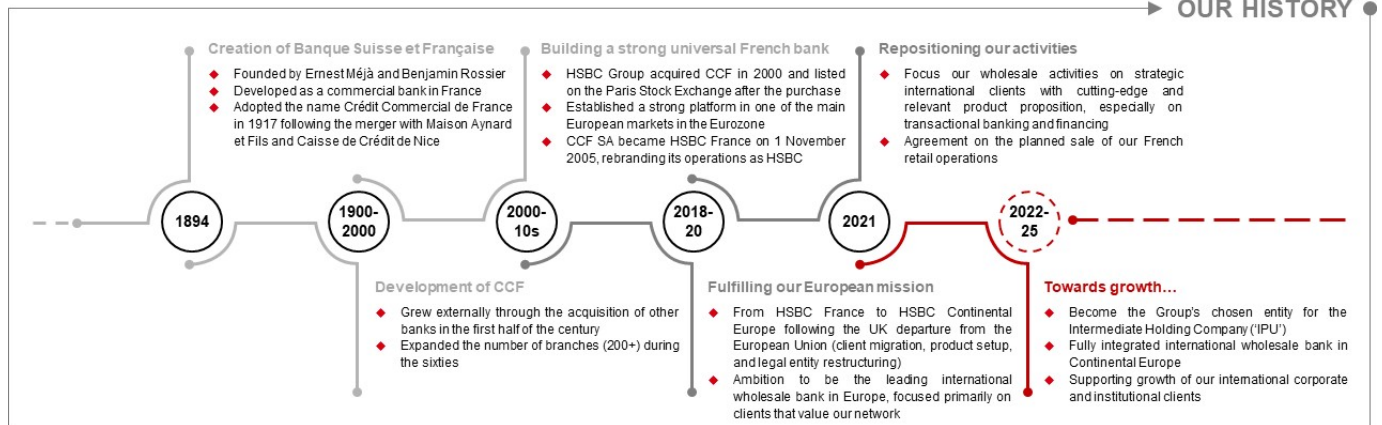 OUR HISTORY
Creation of Banque Suisse et Française
Founded by Ernest Méjà and Benjamin Rossier
Developed as a commercial bank in France
Adopted the name Crédit Commercial de France
in 1917 following the merger with Maison Aynard
et Fils and Caisse de Crédit de Nice
Building a strong universal French bank
HSBC Group acquired CCF in 2000 and listed
on the Paris Stock Exchange after the purchase
Established a strong platform in one of the main
European markets in the Eurozone
CCF SA became HSBC France on 1 November
2005, rebranding its operations as HSBC
Repositioning our activities
Focus our wholesale activities on strategic
international clients with cutting-edge and
relevant product proposition, especially on
transactional banking and financing
Agreement on the planned sale of our French
retail operations
1894
1900-
2000
2000-
10s
2018-
20
2021
2022-
25
Development of CCF
Grew externally through the acquisition of other
banks in the first half of the century
Expanded the number of branches (200+) during
the sixties
Fulfilling our European mission
From HSBC France to HSBC Continental
Europe following the UK departure from the
European Union (client migration, product setup,
and legal entity restructuring)
Ambition to be the leading international
wholesale bank in Europe, focused primarily on
clients that value our network
Towards growth…
Become the Group's chosen entity for the
Intermediate Holding Company ('IPU')
Fully integrated international wholesale bank in
Continental Europe
Supporting growth of our international corporate
and institutional clients